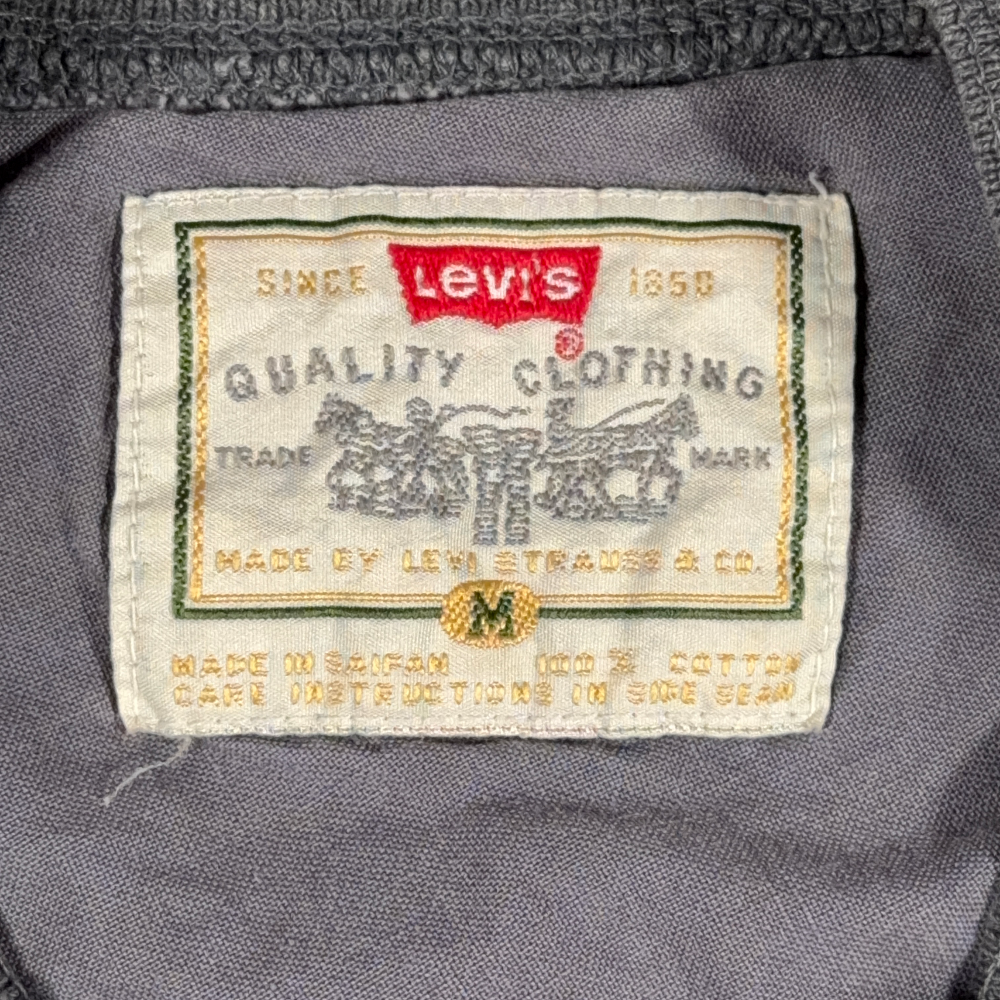 SINCE Levi's 1850
®
QUALITY CLOTHING
TRADE MARK
MADE BY LEVI STRAUSS & CO.
M
MADE IN SAIPAN 100% COTTON
CARE INSTRUCTIONS IN SIDE SEAM